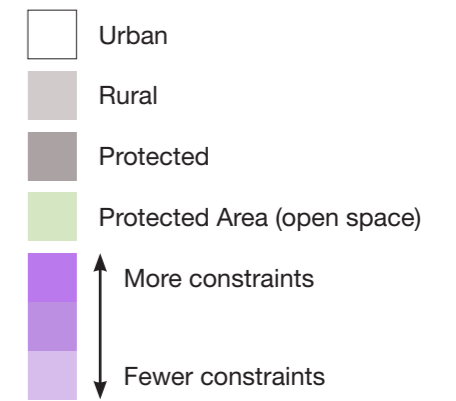 Urban
Rural
Protected
Protected Area (open space)
More constraints
Fewer constraints